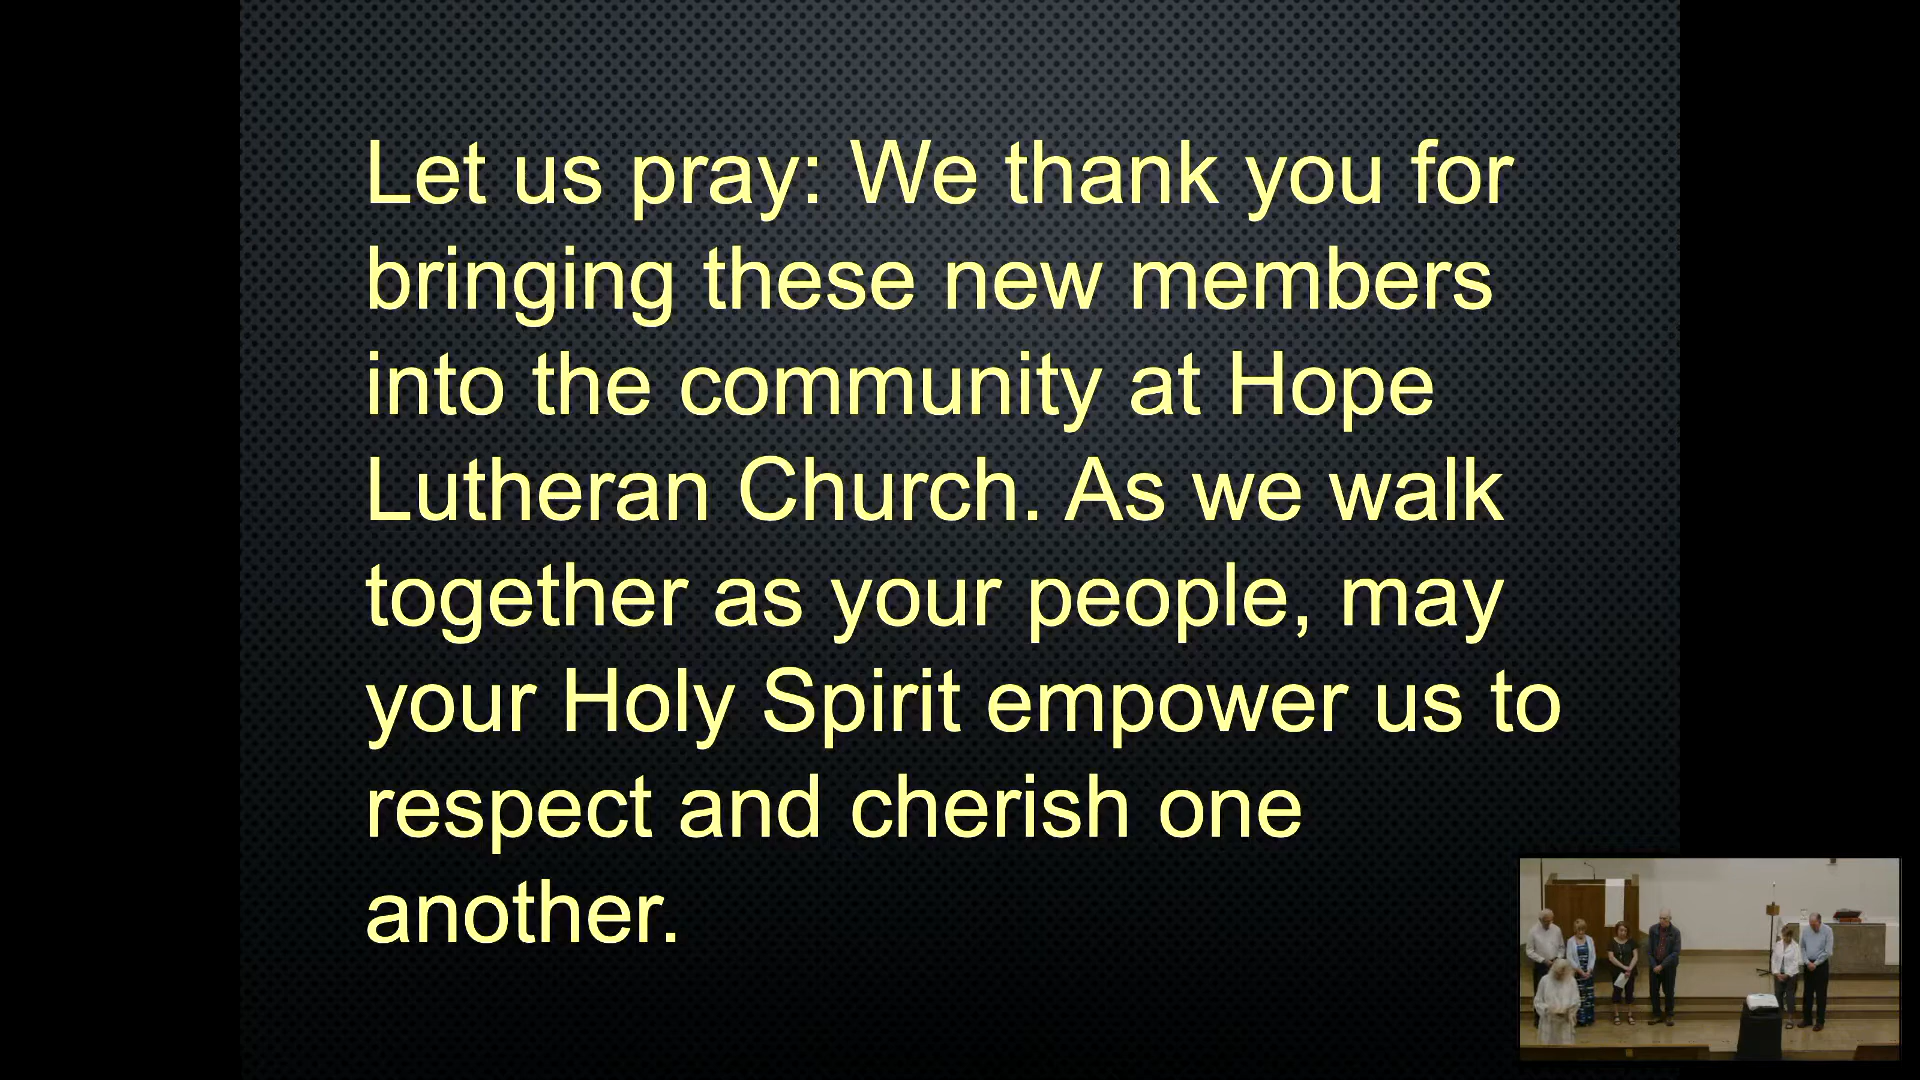 Let us pray: We thank you for
bringing these new members
into the community at Hope
Lutheran Church. As we walk
together as your people, may
your Holy Spirit empower us to
respect and cherish one
another.